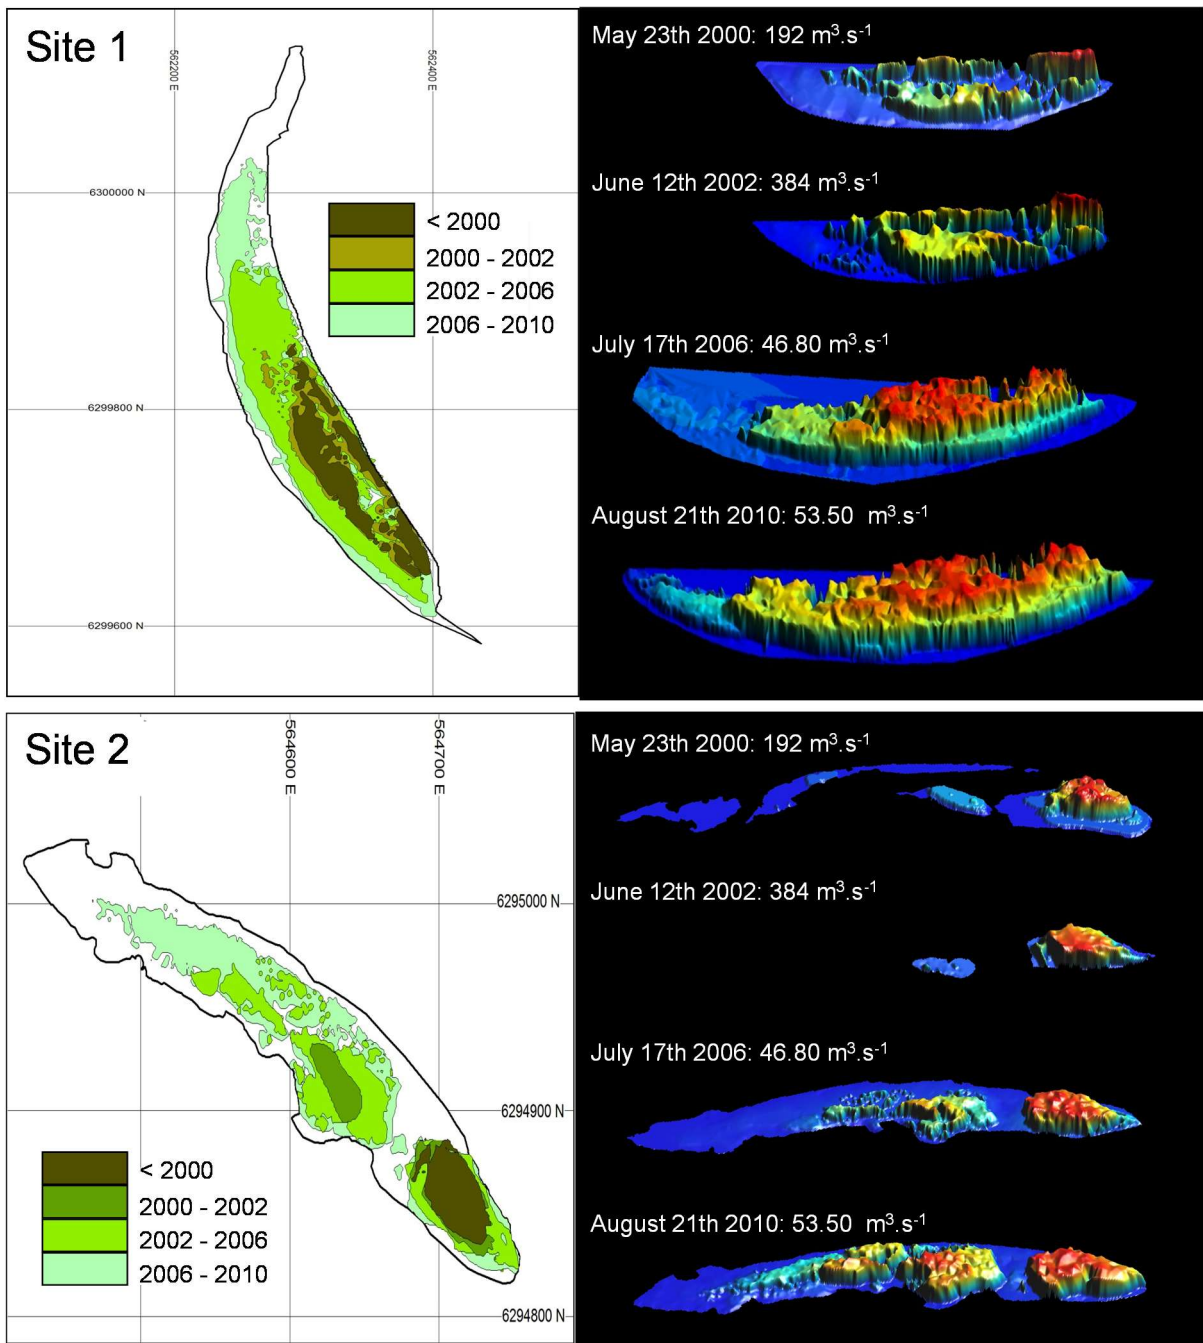 Site 1
562200 E
562400 E
6300000 N
6299800 N
6299600 N
< 2000
2000 - 2002
2002 - 2006
2006 - 2010
May 23th 2000: 192 m³.s⁻¹
June 12th 2002: 384 m³.s⁻¹
July 17th 2006: 46.80 m³.s⁻¹
August 21th 2010: 53.50 m³.s⁻¹
Site 2
564600 E
564700 E
6295000 N
6294900 N
6294800 N
< 2000
2000 - 2002
2002 - 2006
2006 - 2010
May 23th 2000: 192 m³.s⁻¹
June 12th 2002: 384 m³.s⁻¹
July 17th 2006: 46.80 m³.s⁻¹
August 21th 2010: 53.50 m³.s⁻¹